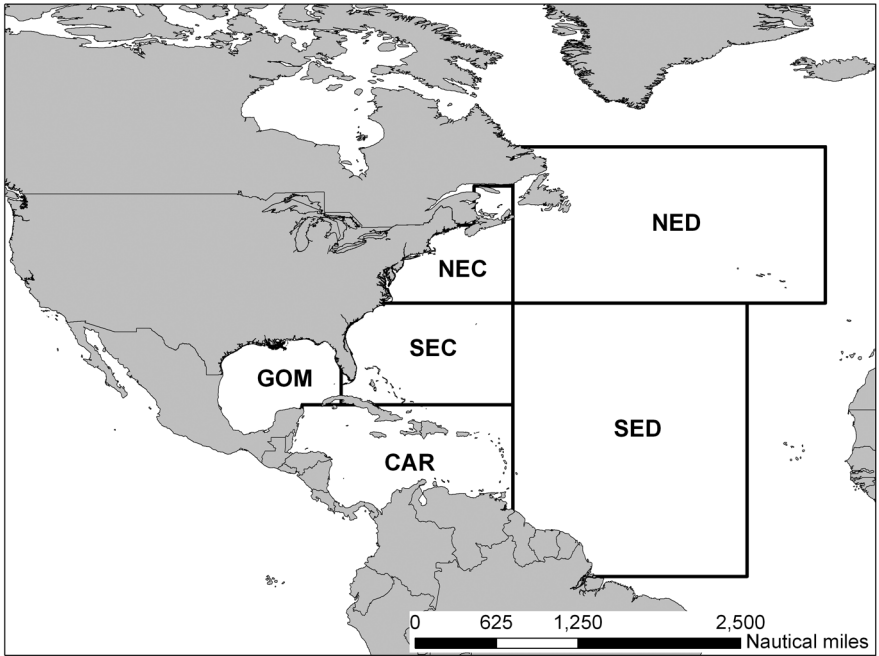 NED
NEC
SEC
GOM
SED
CAR
0 625 1,250 2,500
Nautical miles